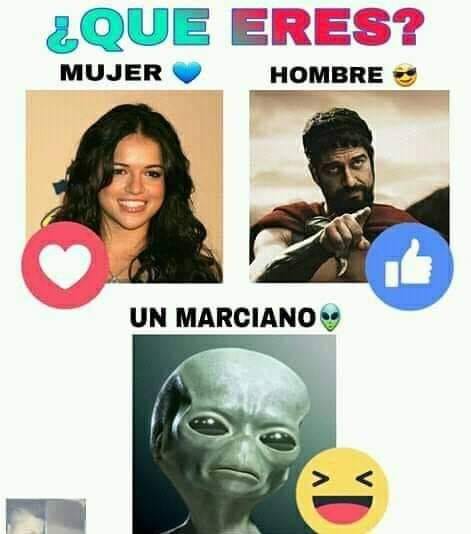 ¿QUE ERES?
MUJER 💙
HOMBRE 😎
UN MARCIANO👽